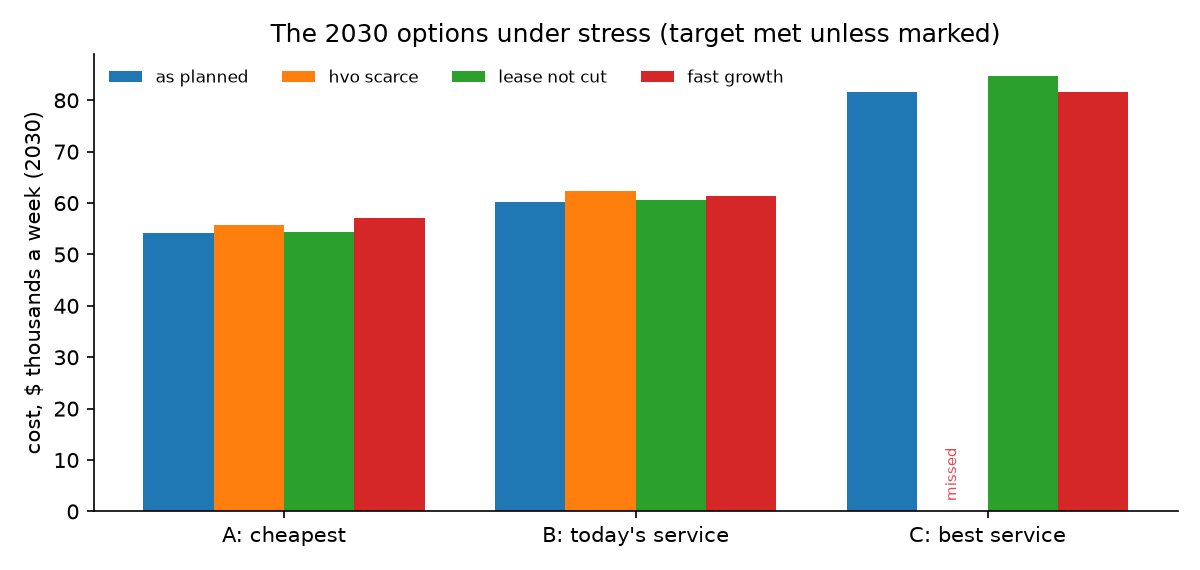 The 2030 options under stress (target met unless marked)
as planned
hvo scarce
lease not cut
fast growth
cost, $ thousands a week (2030)
80
70
60
50
40
30
20
10
0
missed
A: cheapest
B: today's service
C: best service